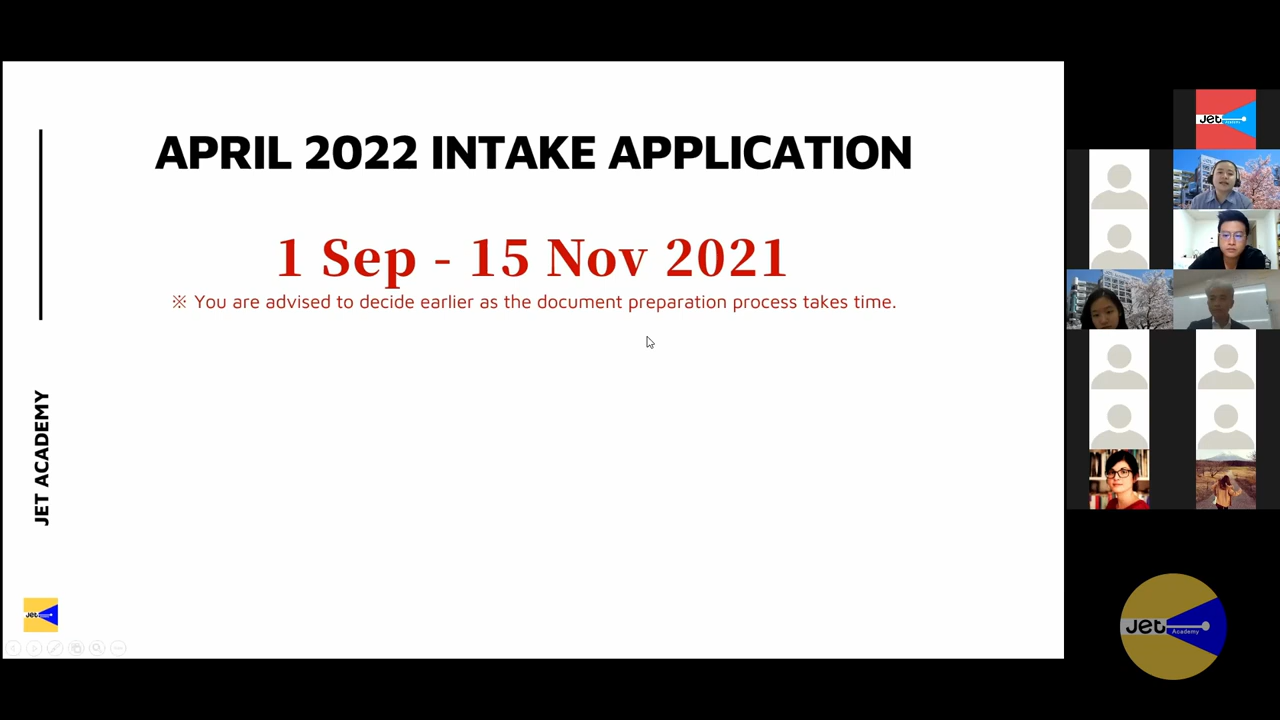 APRIL 2022 INTAKE APPLICATION
1 Sep - 15 Nov 2021
※ You are advised to decide earlier as the document preparation process takes time.
JET ACADEMY
Jet
Jet
Jet
Academy